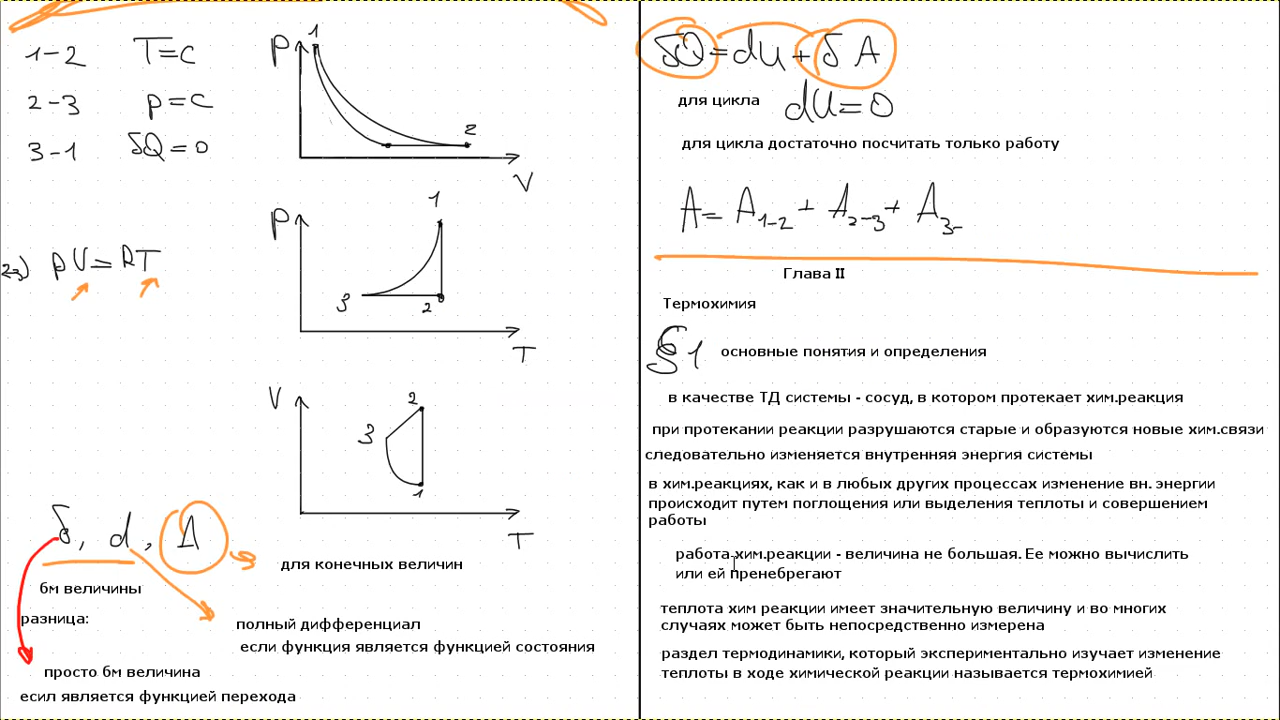 1-2 T=c
2-3 p=c
3-1 δQ=0
P
1
2
V
P
1
3
2
T
2→3) pV=RT
V
2
3
1
T
δ, d, Δ
для конечных величин
бм величины
разница:
полный дифференциал
если функция является функцией состояния
просто бм величина
есил является функцией перехода
δQ=dU+δA
для цикла dU=0
для цикла достаточно посчитать только работу
A= A1-2 + A2-3 + A3-
Глава II
Термохимия
§1 основные понятия и определения
в качестве ТД системы - сосуд, в котором протекает хим.реакция
при протекании реакции разрушаются старые и образуются новые хим.связи
следовательно изменяется внутренняя энергия системы
в хим.реакциях, как и в любых других процессах изменение вн. энергии
происходит путем поглощения или выделения теплоты и совершением
работы
работа хим.реакции - величина не большая. Ее можно вычислить
или ей пренебрегают
теплота хим реакции имеет значительную величину и во многих
случаях может быть непосредственно измерена
раздел термодинамики, который экспериментально изучает изменение
теплоты в ходе химической реакции называется термохимией